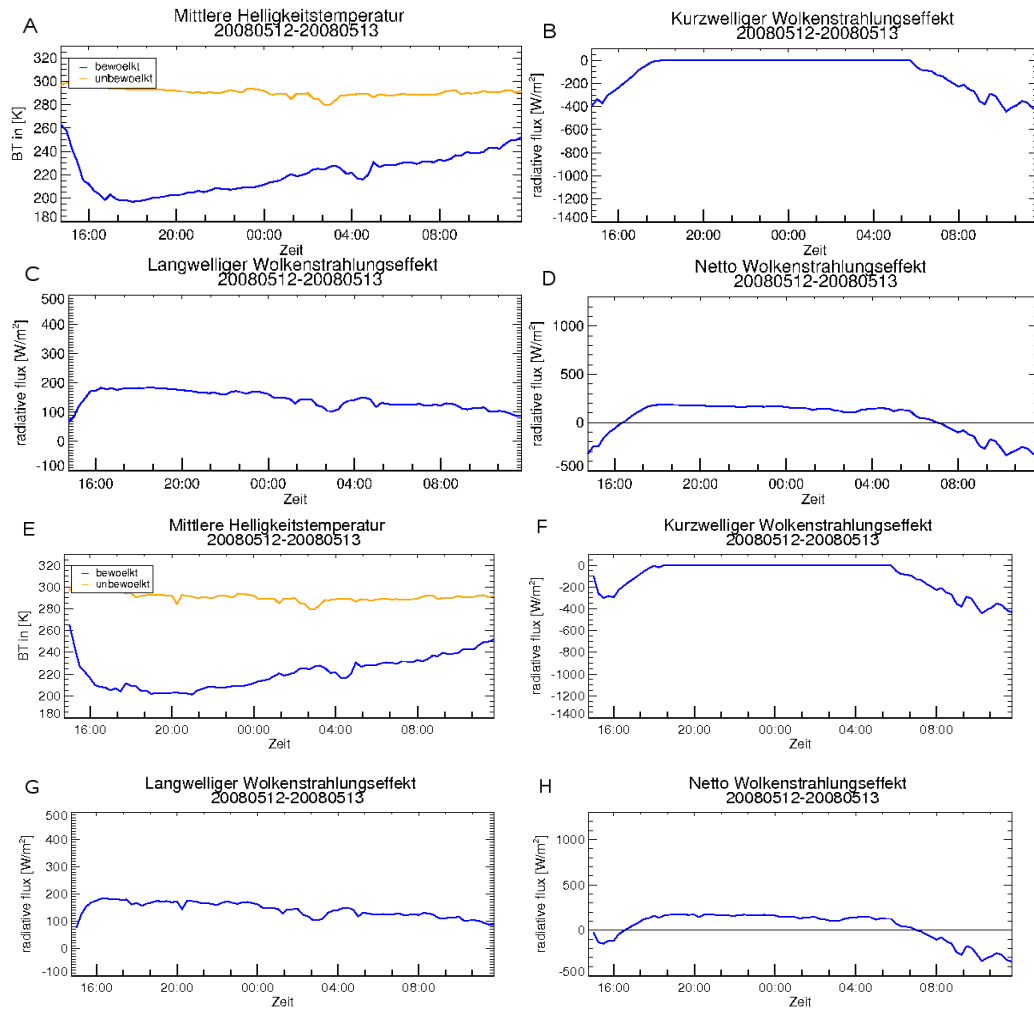 A
Mittlere Helligkeitstemperatur
20080512-20080513
BT in [K]
320
300
280
260
240
220
200
180
bewoelkt
unbewoelkt
16:00 20:00 00:00 04:00 08:00
Zeit
B
Kurzwelliger Wolkenstrahlungseffekt
20080512-20080513
radiative flux [W/m²]
0
-200
-400
-600
-800
-1000
-1200
-1400
16:00 20:00 00:00 04:00 08:00
Zeit
C
Langwelliger Wolkenstrahlungseffekt
20080512-20080513
radiative flux [W/m²]
500
400
300
200
100
0
-100
16:00 20:00 00:00 04:00 08:00
Zeit
D
Netto Wolkenstrahlungseffekt
20080512-20080513
radiative flux [W/m²]
1000
500
0
-500
16:00 20:00 00:00 04:00 08:00
Zeit
E
Mittlere Helligkeitstemperatur
20080512-20080513
BT in [K]
320
300
280
260
240
220
200
180
bewoelkt
unbewoelkt
16:00 20:00 00:00 04:00 08:00
Zeit
F
Kurzwelliger Wolkenstrahlungseffekt
20080512-20080513
radiative flux [W/m²]
0
-200
-400
-600
-800
-1000
-1200
-1400
16:00 20:00 00:00 04:00 08:00
Zeit
G
Langwelliger Wolkenstrahlungseffekt
20080512-20080513
radiative flux [W/m²]
500
400
300
200
100
0
-100
16:00 20:00 00:00 04:00 08:00
Zeit
H
Netto Wolkenstrahlungseffekt
20080512-20080513
radiative flux [W/m²]
1000
500
0
-500
16:00 20:00 00:00 04:00 08:00
Zeit